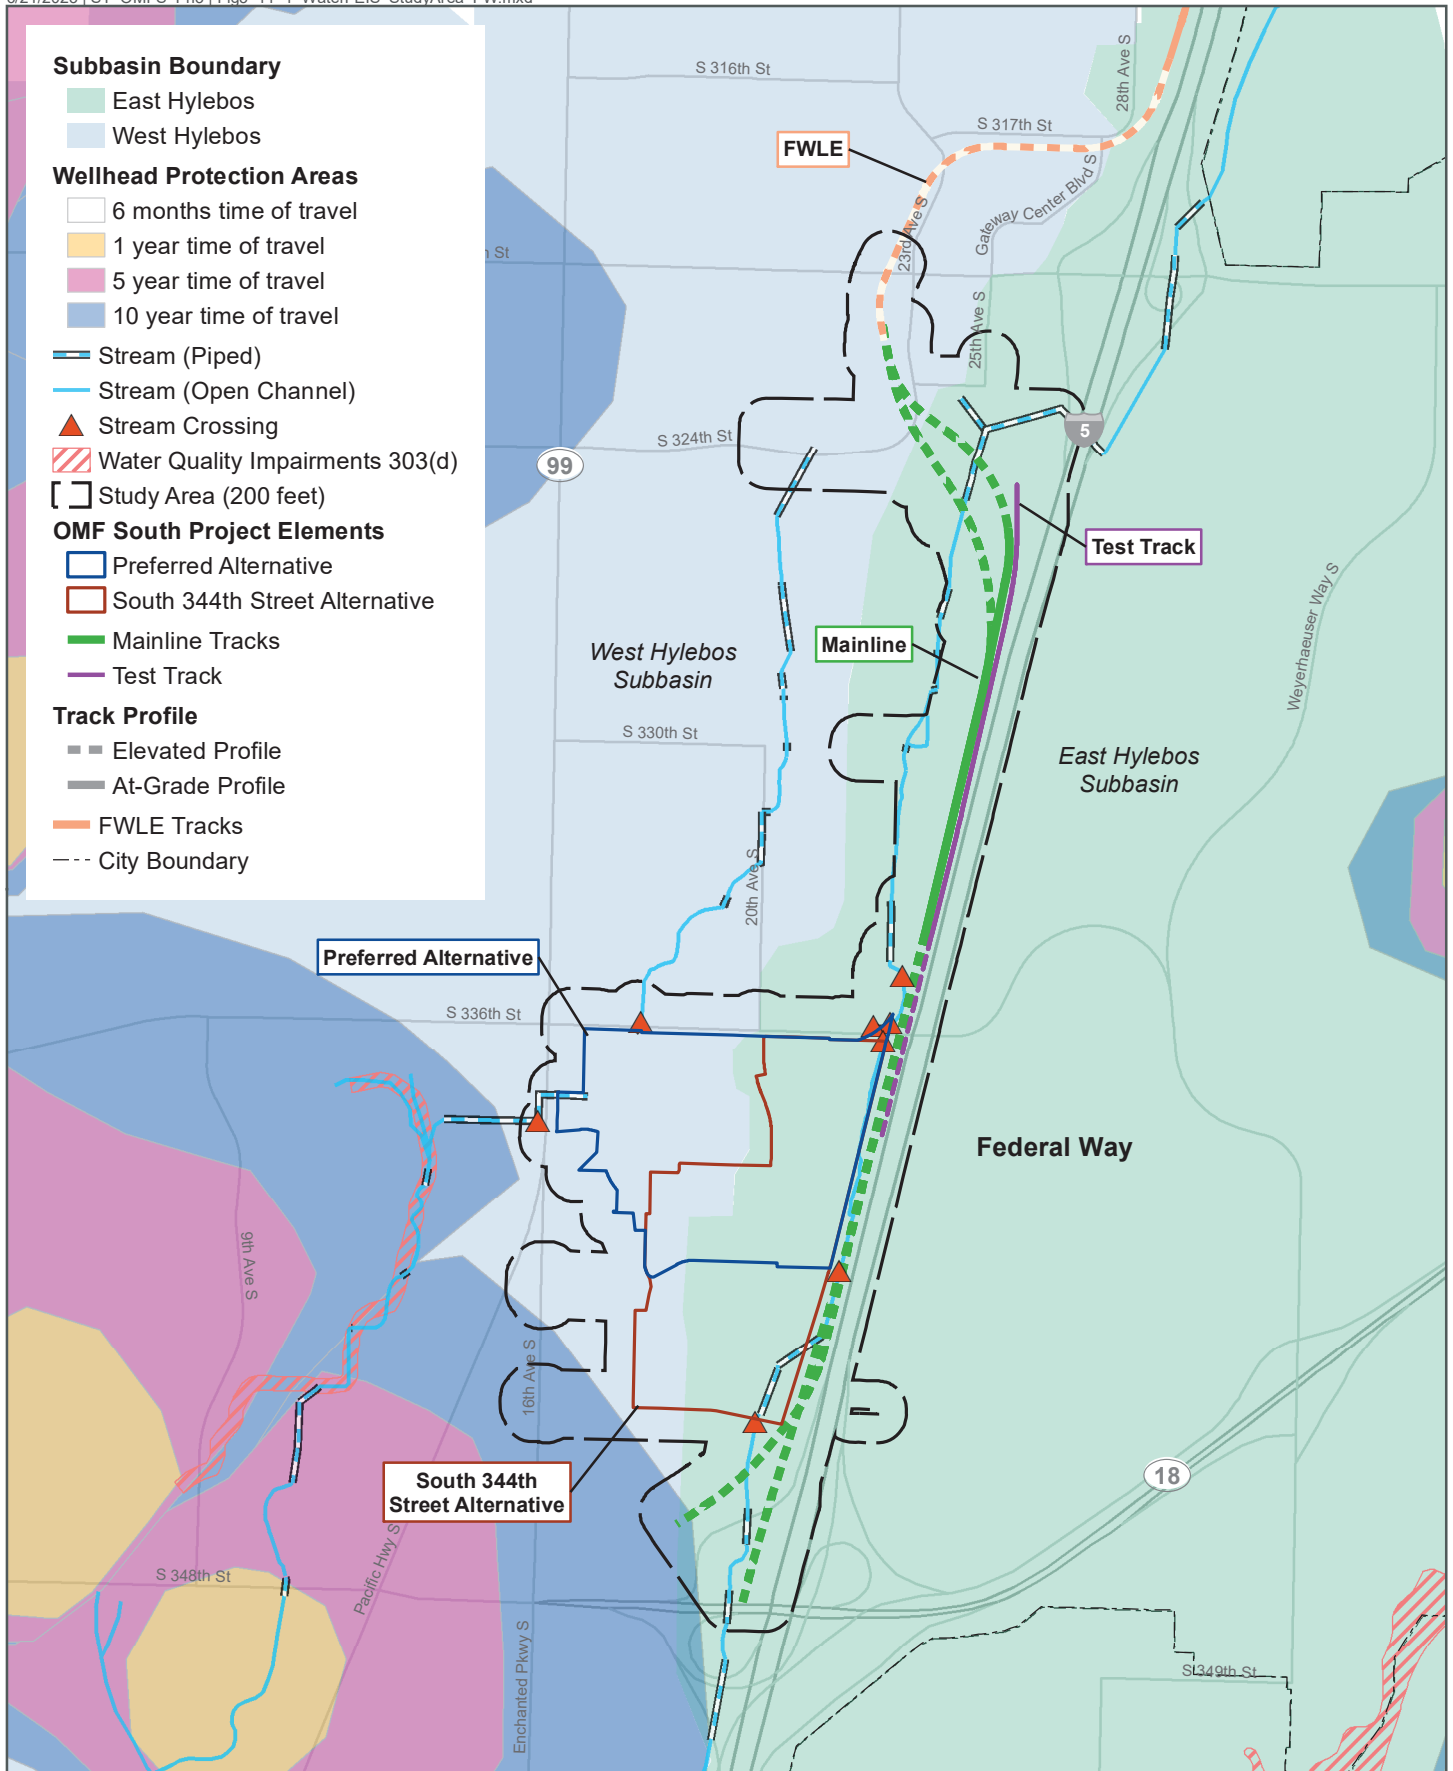 Subbasin Boundary
East Hylebos
West Hylebos
Wellhead Protection Areas
6 months time of travel
1 year time of travel
5 year time of travel
10 year time of travel
Stream (Piped)
Stream (Open Channel)
Stream Crossing
Water Quality Impairments 303(d)
Study Area (200 feet)
OMF South Project Elements
Preferred Alternative
South 344th Street Alternative
Mainline Tracks
Test Track
Track Profile
Elevated Profile
At-Grade Profile
FWLE Tracks
City Boundary
S 316th St
28th Ave S
S 317th St
FWLE
Gateway Center Blvd S
23rd Ave S
St
25th Ave S
5
S 324th St
99
Test Track
Mainline
West Hylebos
Subbasin
Weyerhaeuser Way S
S 330th St
East Hylebos
Subbasin
20th Ave S
Preferred Alternative
S 336th St
Federal Way
9th Ave S
16th Ave S
South 344th
Street Alternative
18
Pacific Hwy S
S 348th St
Enchanted Pkwy S
S 349th St